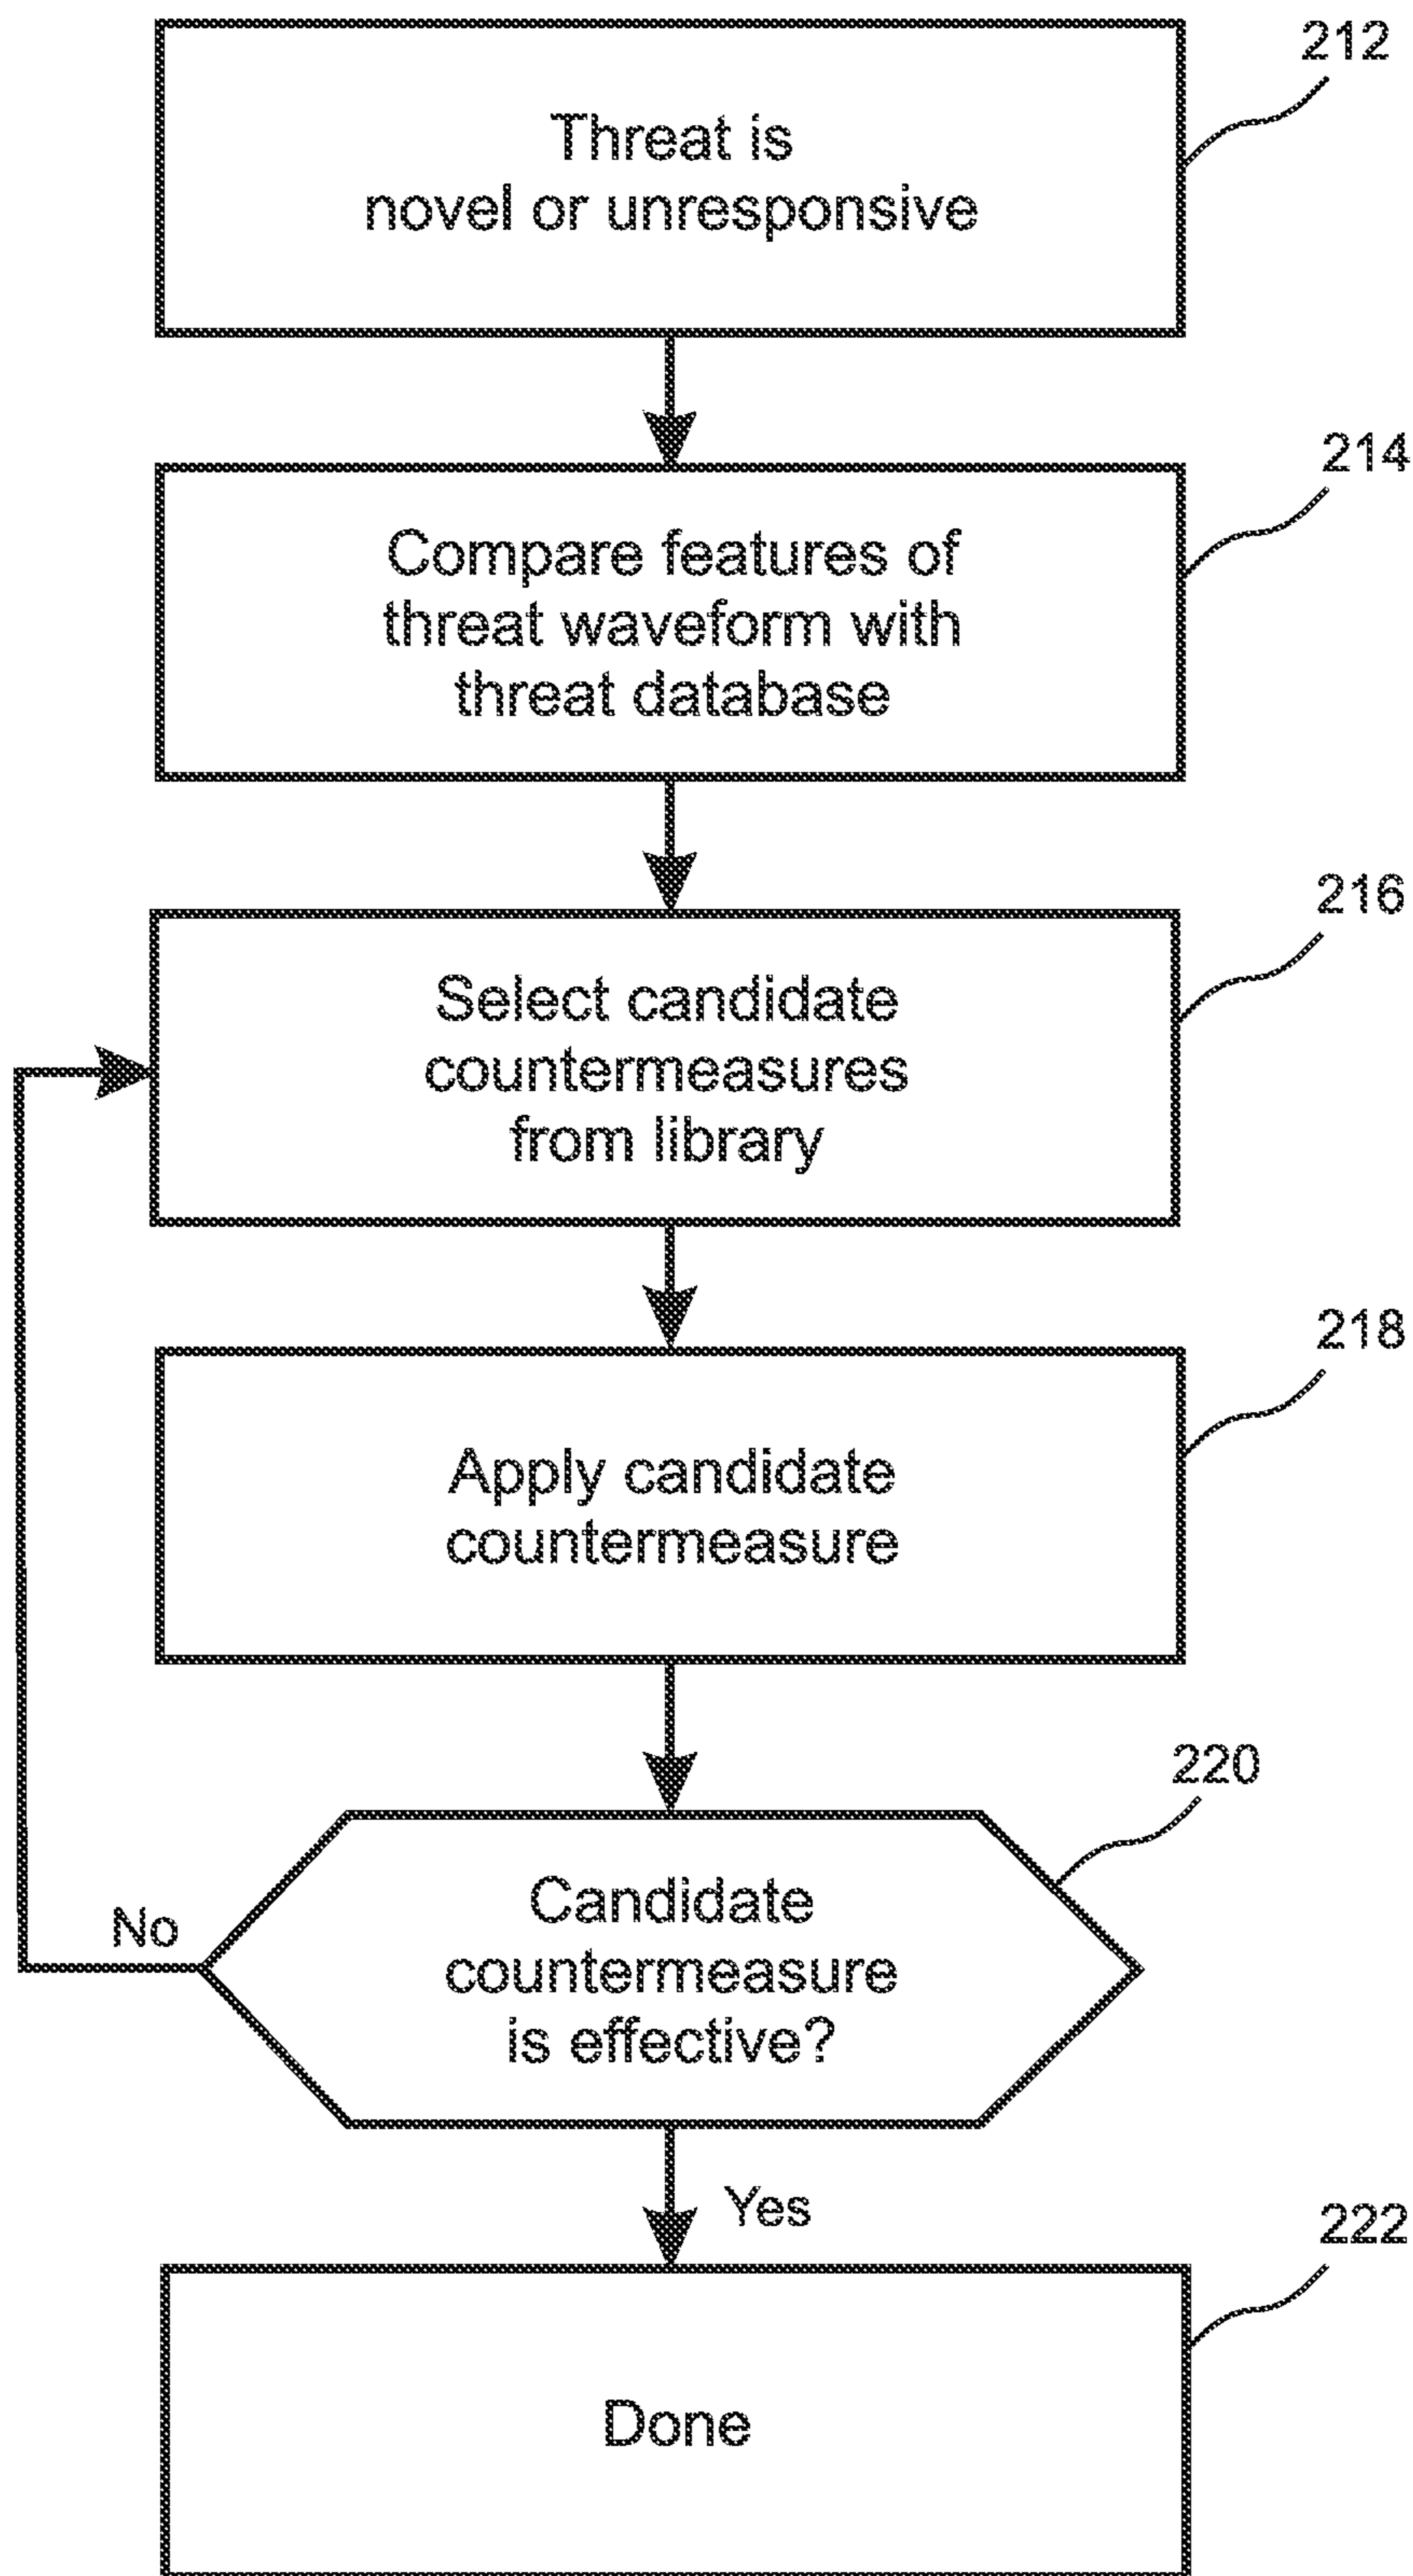 212
Threat is
novel or unresponsive
214
Compare features of
threat waveform with
threat database
216
Select candidate
countermeasures
from library
218
Apply candidate
countermeasure
220
Candidate
countermeasure
is effective?
No
Yes
222
Done